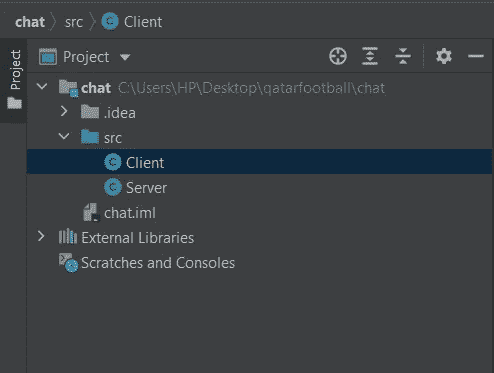 chat 〉 src 〉 Client
Project
Project
chat C:\Users\HP\Desktop\qatarfootball\chat
.idea
src
C Client
C Server
chat.iml
External Libraries
Scratches and Consoles